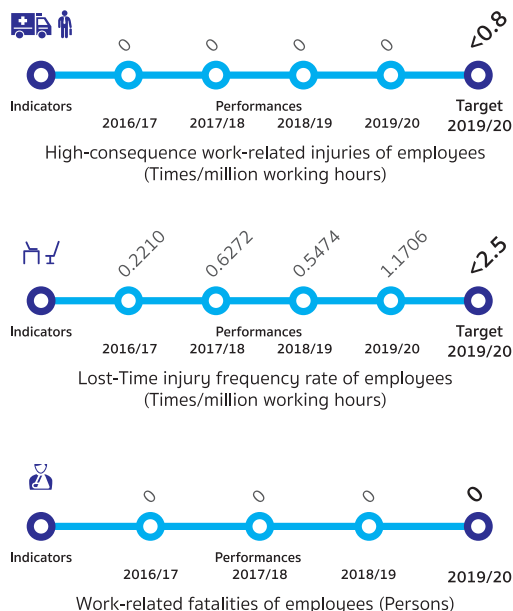 0 0 0 0 <0.8
Indicators Performances Target
2016/17 2017/18 2018/19 2019/20 2019/20
High-consequence work-related injuries of employees
(Times/million working hours)
0.2210 0.6272 0.5474 1.1706 <2.5
Indicators Performances Target
2016/17 2017/18 2018/19 2019/20 2019/20
Lost-Time injury frequency rate of employees
(Times/million working hours)
0 0 0 0
Indicators Performances
2016/17 2017/18 2018/19 2019/20
Work-related fatalities of employees (Persons)